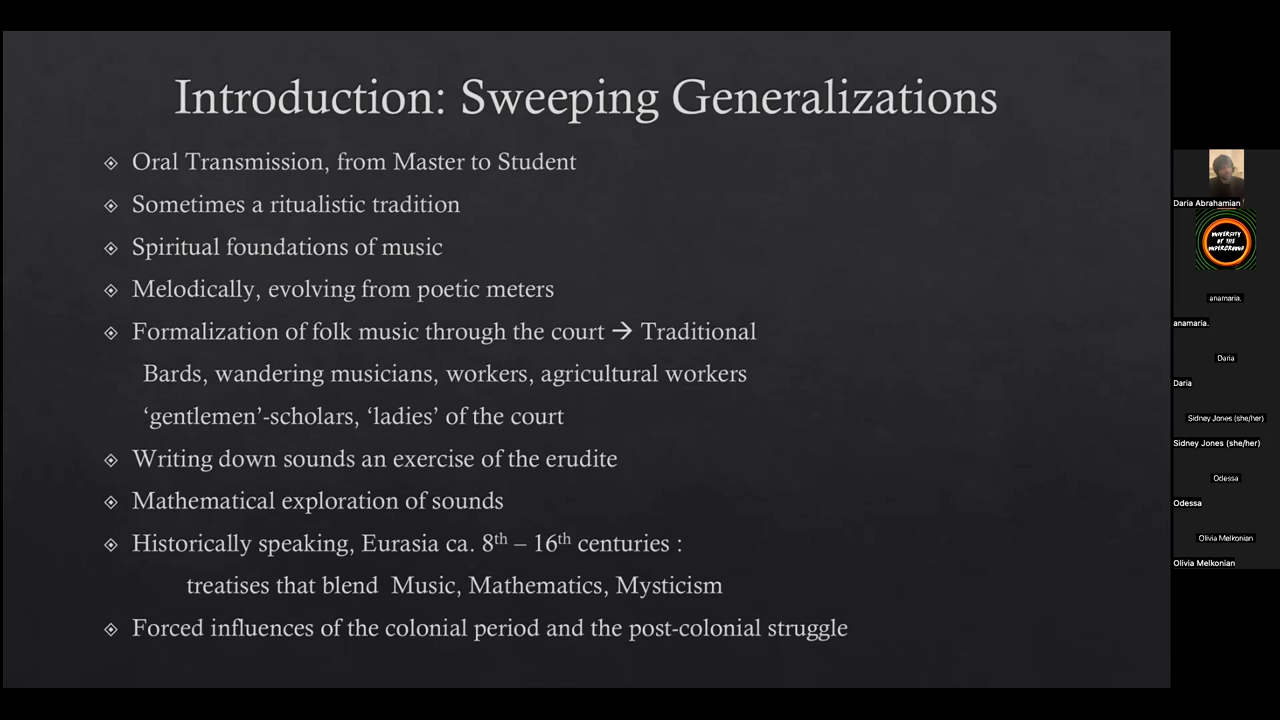 Introduction: Sweeping Generalizations
Oral Transmission, from Master to Student
Sometimes a ritualistic tradition
Spiritual foundations of music
Melodically, evolving from poetic meters
Formalization of folk music through the court → Traditional
Bards, wandering musicians, workers, agricultural workers
‘gentlemen’-scholars, ‘ladies’ of the court
Writing down sounds an exercise of the erudite
Mathematical exploration of sounds
Historically speaking, Eurasia ca. 8th – 16th centuries :
treatises that blend  Music, Mathematics, Mysticism
Forced influences of the colonial period and the post-colonial struggle
Daria Abrahamian
UNIVERSITY
OF THE
UNDERGROUND
anamaria.
anamaria.
Daria
Daria
Sidney Jones (she/her)
Sidney Jones (she/her)
Odessa
Odessa
Olivia Melkonian
Olivia Melkonian